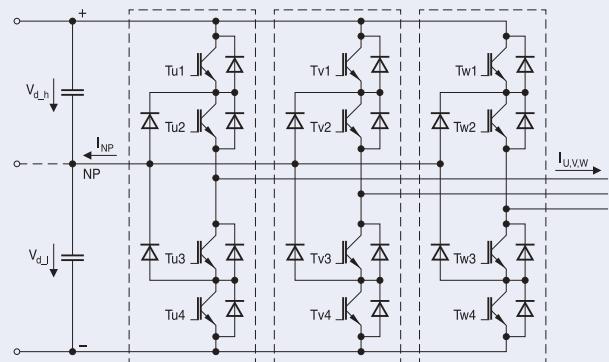 +
Tu1 Tv1 Tw1
V_d_h
Tu2 Tv2 Tw2
I_NP
NP
I_U,V,W
V_d_l
Tu3 Tv3 Tw3
Tu4 Tv4 Tw4
−